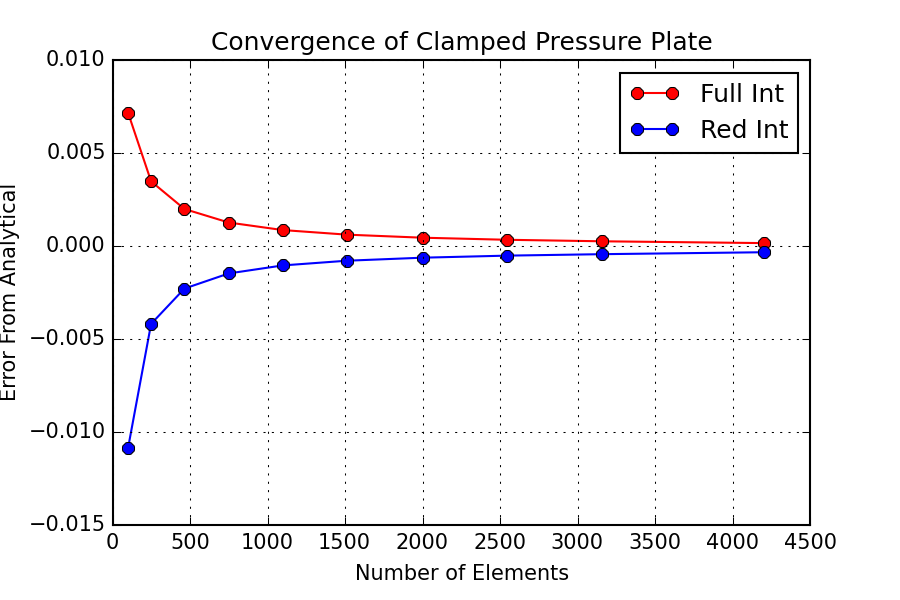 Convergence of Clamped Pressure Plate
0.010
0.005
0.000
−0.005
−0.010
−0.015
Error From Analytical
Full Int
Red Int
0 500 1000 1500 2000 2500 3000 3500 4000 4500
Number of Elements